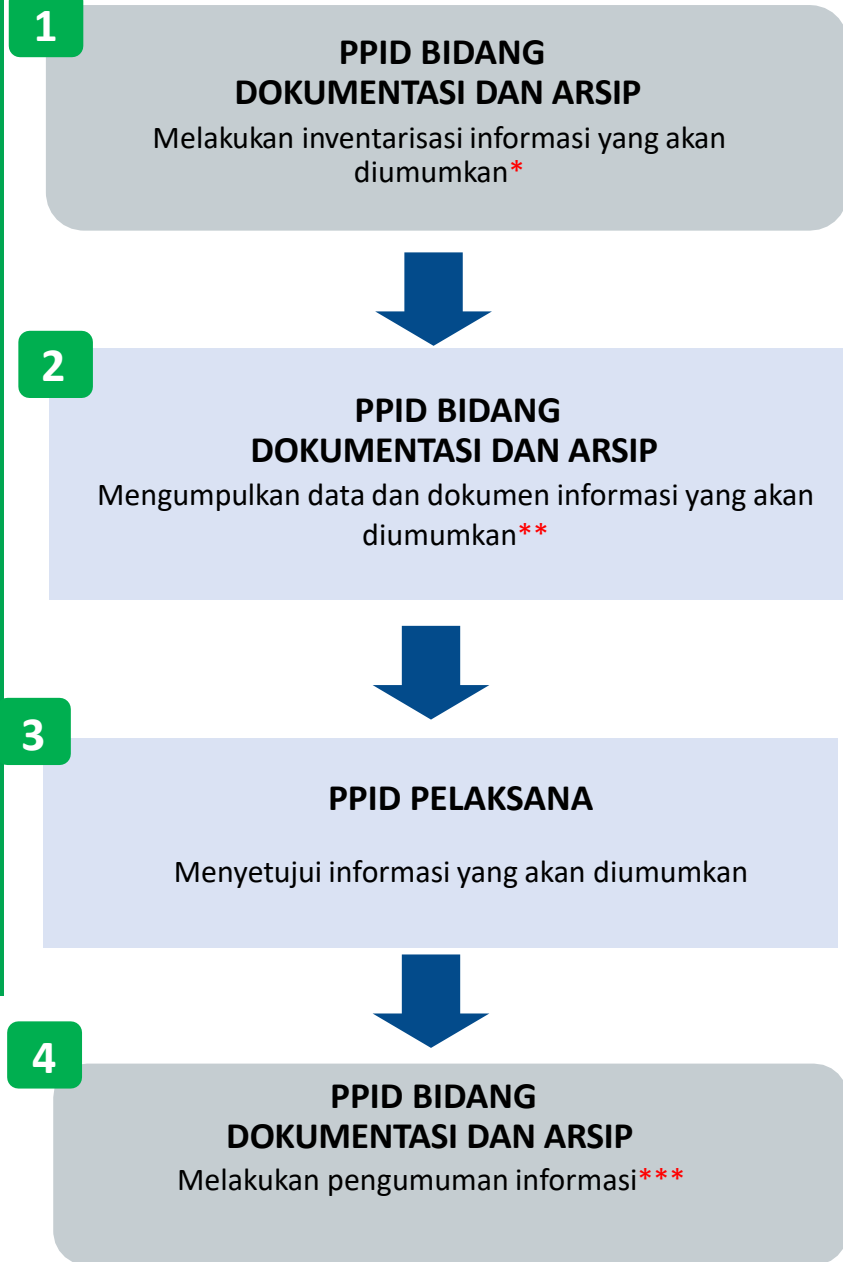 1
PPID BIDANG
DOKUMENTASI DAN ARSIP
Melakukan inventarisasi informasi yang akan
diumumkan*
2
PPID BIDANG
DOKUMENTASI DAN ARSIP
Mengumpulkan data dan dokumen informasi yang akan
diumumkan**
3
PPID PELAKSANA
Menyetujui informasi yang akan diumumkan
4
PPID BIDANG
DOKUMENTASI DAN ARSIP
Melakukan pengumuman informasi***